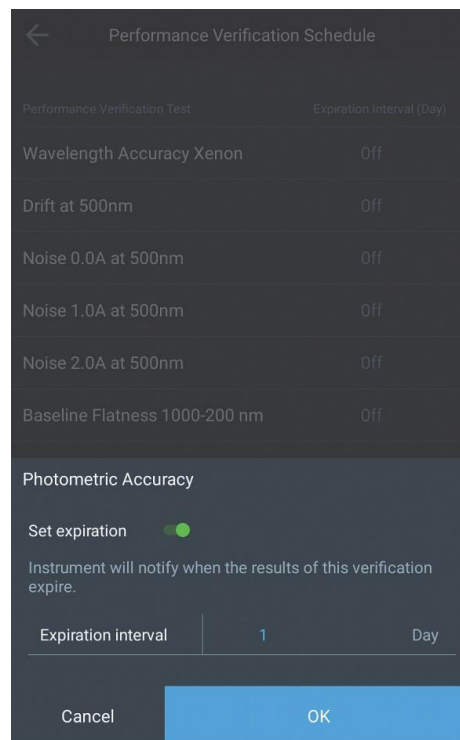 Performance Verification Schedule
Performance Verification Test Expiration Interval (Day)
Wavelength Accuracy Xenon Off
Drift at 500nm Off
Noise 0.0A at 500nm Off
Noise 1.0A at 500nm Off
Noise 2.0A at 500nm Off
Baseline Flatness 1000-200 nm Off
Photometric Accuracy
Set expiration
Instrument will notify when the results of this verification
expire.
Expiration interval 1 Day
Cancel OK